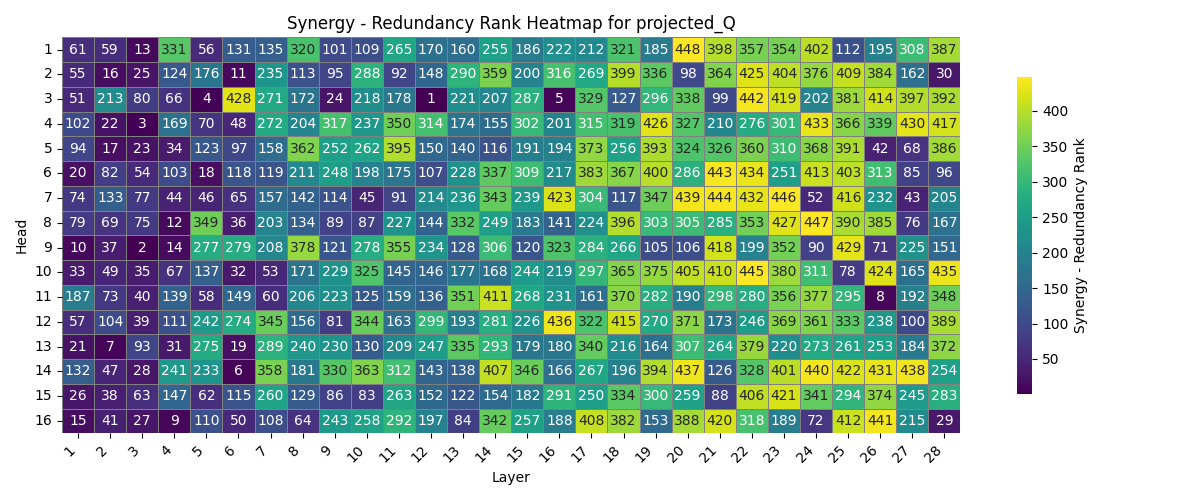 Synergy - Redundancy Rank Heatmap for projected_Q
1 61 59 13 331 56 131 135 320 101 109 265 170 160 255 186 222 212 321 185 448 398 357 354 402 112 195 308 387
2 55 16 25 124 176 11 235 113 95 288 92 148 290 359 200 316 269 399 336 98 364 425 404 376 409 384 162 30
3 51 213 80 66 4 428 271 172 24 218 178 1 221 207 287 5 329 127 296 338 99 442 419 202 381 414 397 392
4 102 22 3 169 70 48 272 204 317 237 350 314 174 155 302 201 315 319 426 327 210 276 301 433 366 339 430 417
5 94 17 23 34 123 97 158 362 252 262 395 150 140 116 191 194 373 256 393 324 326 360 310 368 391 42 68 386
6 20 82 54 103 18 118 119 211 248 198 175 107 228 337 309 217 383 367 400 286 443 434 251 413 403 313 85 96
7 74 133 77 44 46 65 157 142 114 45 91 214 236 343 239 423 304 117 347 439 444 432 446 52 416 232 43 205
8 79 69 75 12 349 36 203 134 89 87 227 144 332 249 183 141 224 396 303 305 285 353 427 447 390 385 76 167
9 10 37 2 14 277 279 208 378 121 278 355 234 128 306 120 323 284 266 105 106 418 199 352 90 429 71 225 151
10 33 49 35 67 137 32 53 171 229 325 145 146 177 168 244 219 297 365 375 405 410 445 380 311 78 424 165 435
11 187 73 40 139 58 149 60 206 223 125 159 136 351 411 268 231 161 370 282 190 298 280 356 377 295 8 192 348
12 57 104 39 111 242 274 345 156 81 344 163 299 193 281 226 436 322 415 270 371 173 246 369 361 333 238 100 389
13 21 7 93 31 275 19 289 240 230 130 209 247 335 293 179 180 340 216 164 307 264 379 220 273 261 253 184 372
14 132 47 28 241 233 6 358 181 330 363 312 143 138 407 346 166 267 196 394 437 126 328 401 440 422 431 438 254
15 26 38 63 147 62 115 260 129 86 83 263 152 122 154 182 291 250 334 300 259 88 406 421 341 294 374 245 283
16 15 41 27 9 110 50 108 64 243 258 292 197 84 342 257 188 408 382 153 388 420 318 189 72 412 441 215 29
1 2 3 4 5 6 7 8 9 10 11 12 13 14 15 16 17 18 19 20 21 22 23 24 25 26 27 28
Layer
Head
400
350
300
250
200
150
100
50
Synergy - Redundancy Rank